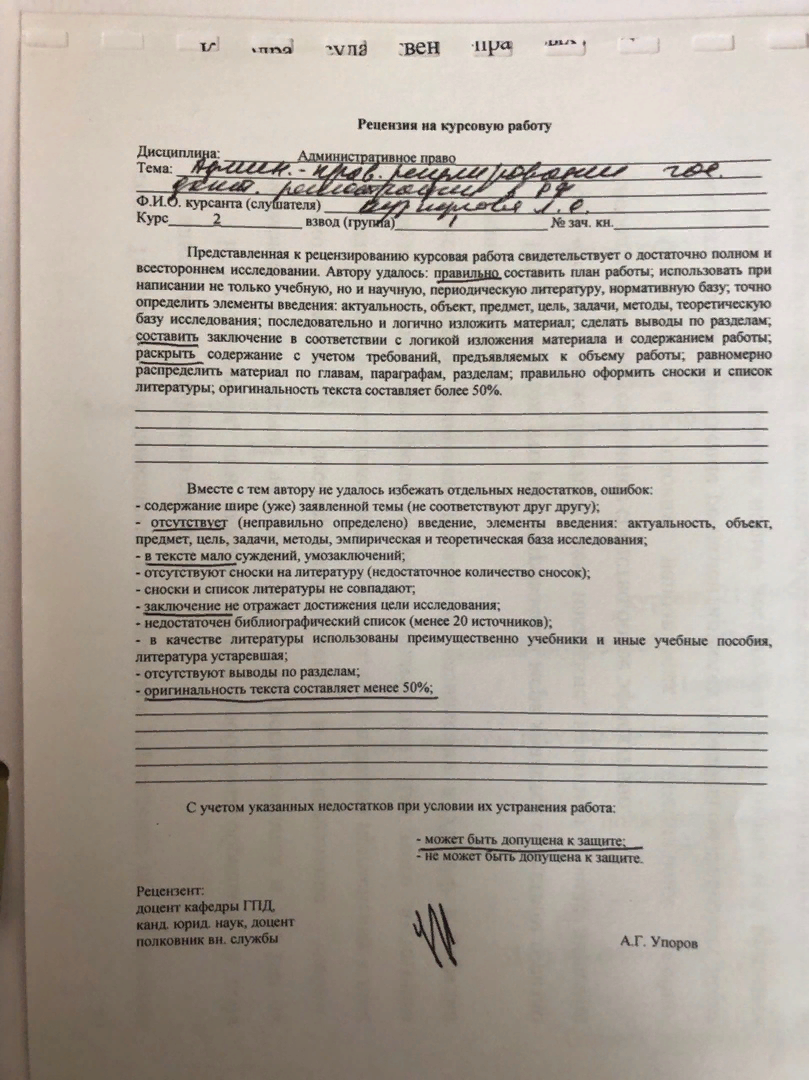 вен пра
Рецензия на курсовую работу
Дисциплина: Административное право
Тема: Админ.-прав. регулирование гос.
регистрации в РФ
Ф.И.О. курсанта (слушателя)
Курс 2 взвод (группа) 1 № зач. кн.
Представленная к рецензированию курсовая работа свидетельствует о достаточно полном и
всестороннем исследовании. Автору удалось: правильно составить план работы; использовать при
написании не только учебную, но и научную, периодическую литературу, нормативную базу; точно
определить элементы введения: актуальность, объект, предмет, цель, задачи, методы, теоретическую
базу исследования; последовательно и логично изложить материал; сделать выводы по разделам;
составить заключение в соответствии с логикой изложения материала и содержанием работы;
раскрыть содержание с учетом требований, предъявляемых к объему работы; равномерно
распределить материал по главам, параграфам, разделам; правильно оформить сноски и список
литературы; оригинальность текста составляет более 50%.
Вместе с тем автору не удалось избежать отдельных недостатков, ошибок:
- содержание шире (уже) заявленной темы (не соответствуют друг другу);
- отсутствует (неправильно определено) введение, элементы введения: актуальность, объект,
предмет, цель, задачи, методы, эмпирическая и теоретическая база исследования;
- в тексте мало суждений, умозаключений;
- отсутствуют сноски на литературу (недостаточное количество сносок);
- сноски и список литературы не совпадают;
- заключение не отражает достижения цели исследования;
- недостаточен библиографический список (менее 20 источников);
- в качестве литературы использованы преимущественно учебники и иные учебные пособия,
литература устаревшая;
- отсутствуют выводы по разделам;
- оригинальность текста составляет менее 50%;
С учетом указанных недостатков при условии их устранения работа:
- может быть допущена к защите;
- не может быть допущена к защите.
Рецензент:
доцент кафедры ГПД,
канд. юрид. наук, доцент
полковник вн. службы А.Г. Упоров